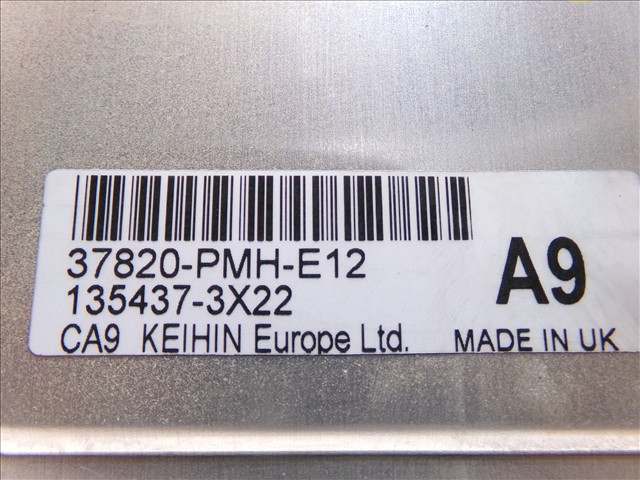 37820-PMH-E12
135437-3X22
A9
CA9 KEIHIN Europe Ltd. MADE IN UK